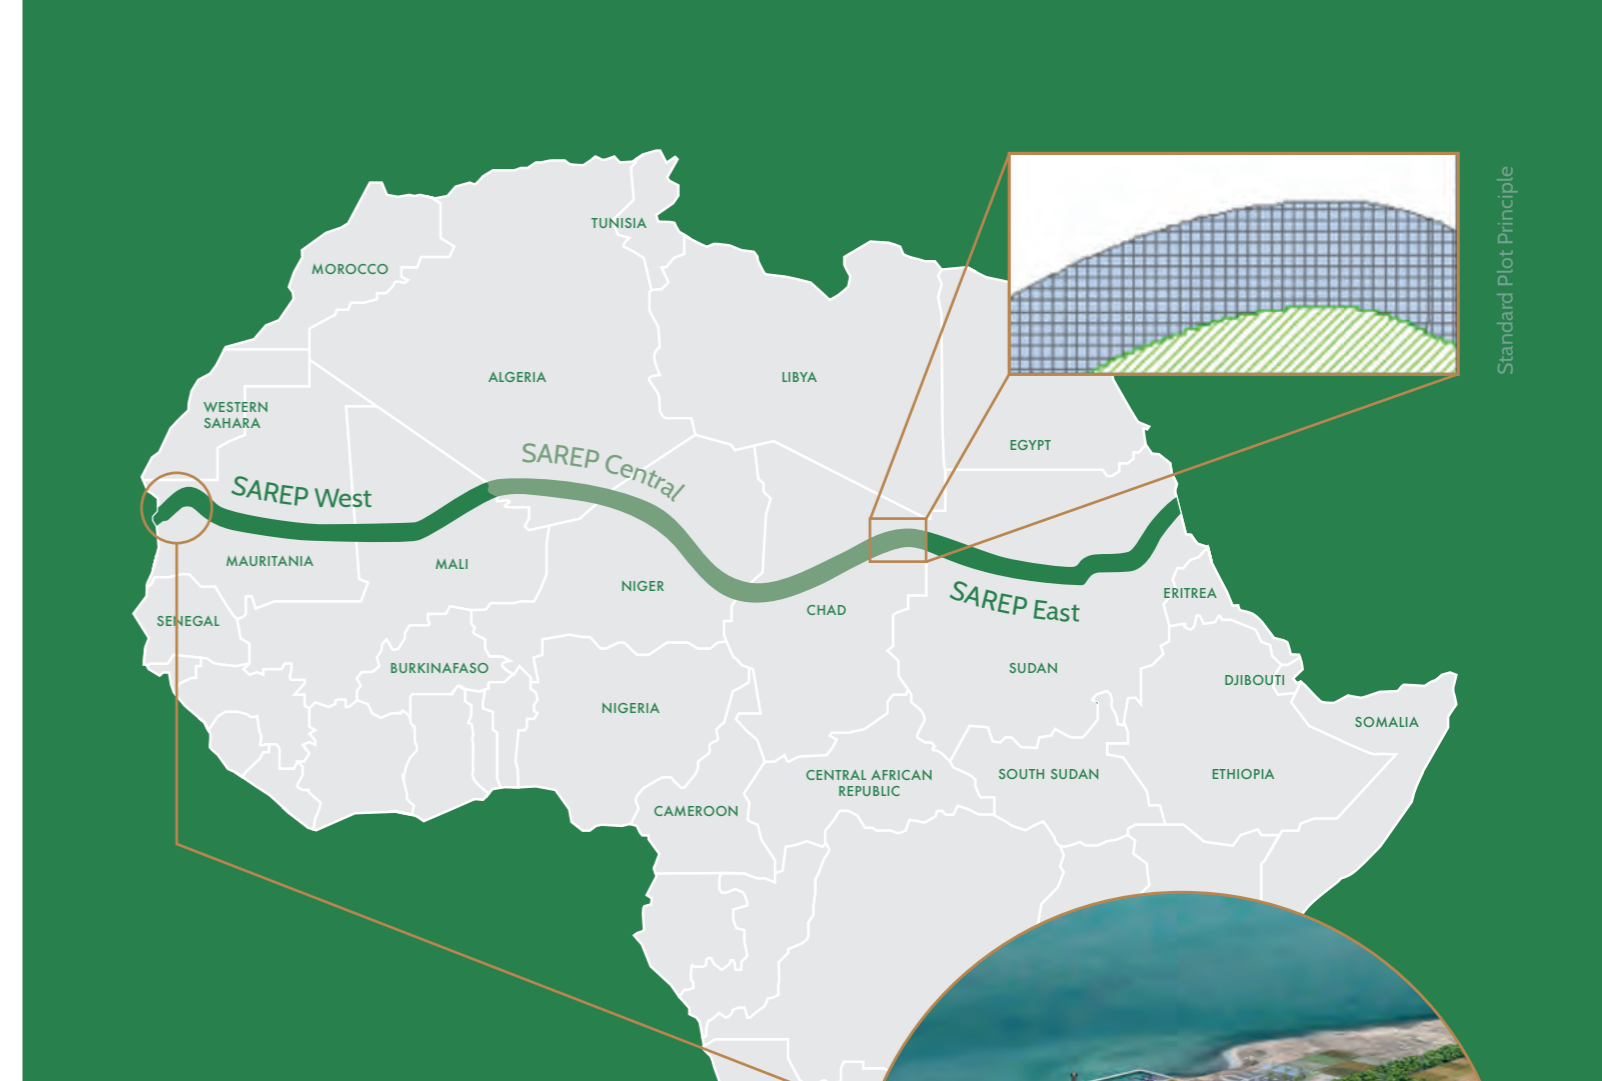 Standard Plot Principle
TUNISIA
MOROCCO
ALGERIA
LIBYA
WESTERN
SAHARA
EGYPT
SAREP Central
SAREP West
MAURITANIA
MALI
NIGER
CHAD
SAREP East
ERITREA
SENEGAL
BURKINAFASO
SUDAN
DJIBOUTI
NIGERIA
SOMALIA
CENTRAL AFRICAN
REPUBLIC
SOUTH SUDAN
ETHIOPIA
CAMEROON